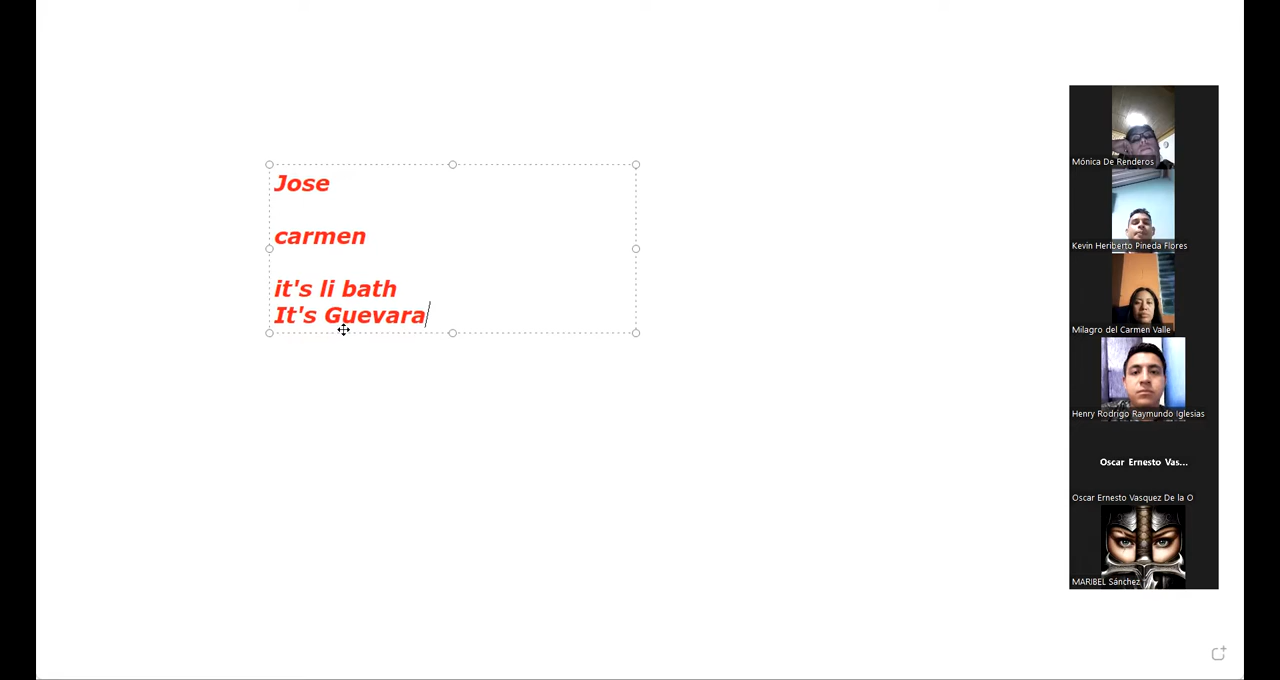 Jose
carmen
it's li bath
It's Guevara
Mónica De Renderos
Kevin Heriberto Pineda Flores
Milagro del Carmen Valle
Henry Rodrigo Raymundo Iglesias
Oscar Ernesto Vas...
Oscar Ernesto Vasquez De la O
MARIBEL Sánchez